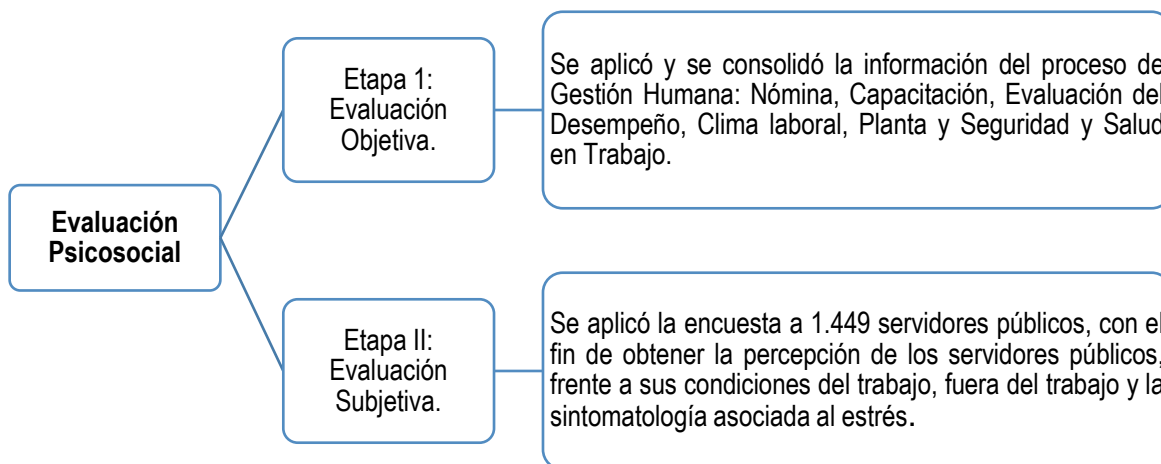 Evaluación
Psicosocial
Etapa 1:
Evaluación
Objetiva.
Se aplicó y se consolidó la información del proceso de
Gestión Humana: Nómina, Capacitación, Evaluación del
Desempeño, Clima laboral, Planta y Seguridad y Salud
en Trabajo.
Etapa II:
Evaluación
Subjetiva.
Se aplicó la encuesta a 1.449 servidores públicos, con el
fin de obtener la percepción de los servidores públicos,
frente a sus condiciones del trabajo, fuera del trabajo y la
sintomatología asociada al estrés.